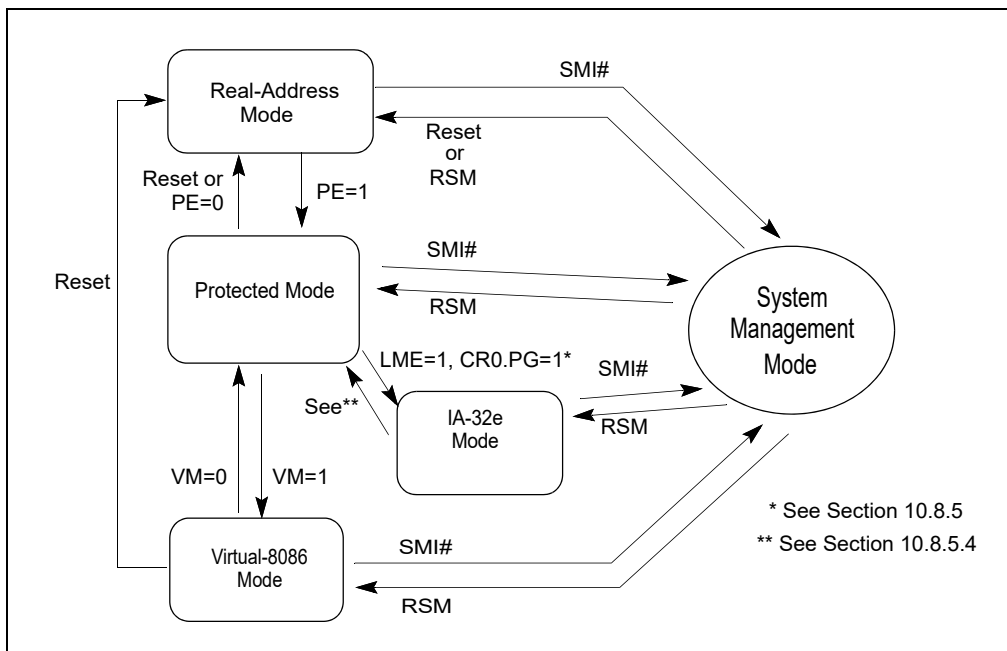 SMI#
Real-Address
Mode
Reset
or
RSM
Reset or
PE=0
PE=1
SMI#
Reset
Protected Mode
RSM
System
Management
Mode
LME=1, CR0.PG=1*
SMI#
See**
IA-32e
Mode
RSM
VM=0
VM=1
* See Section 10.8.5
** See Section 10.8.5.4
Virtual-8086
Mode
SMI#
RSM